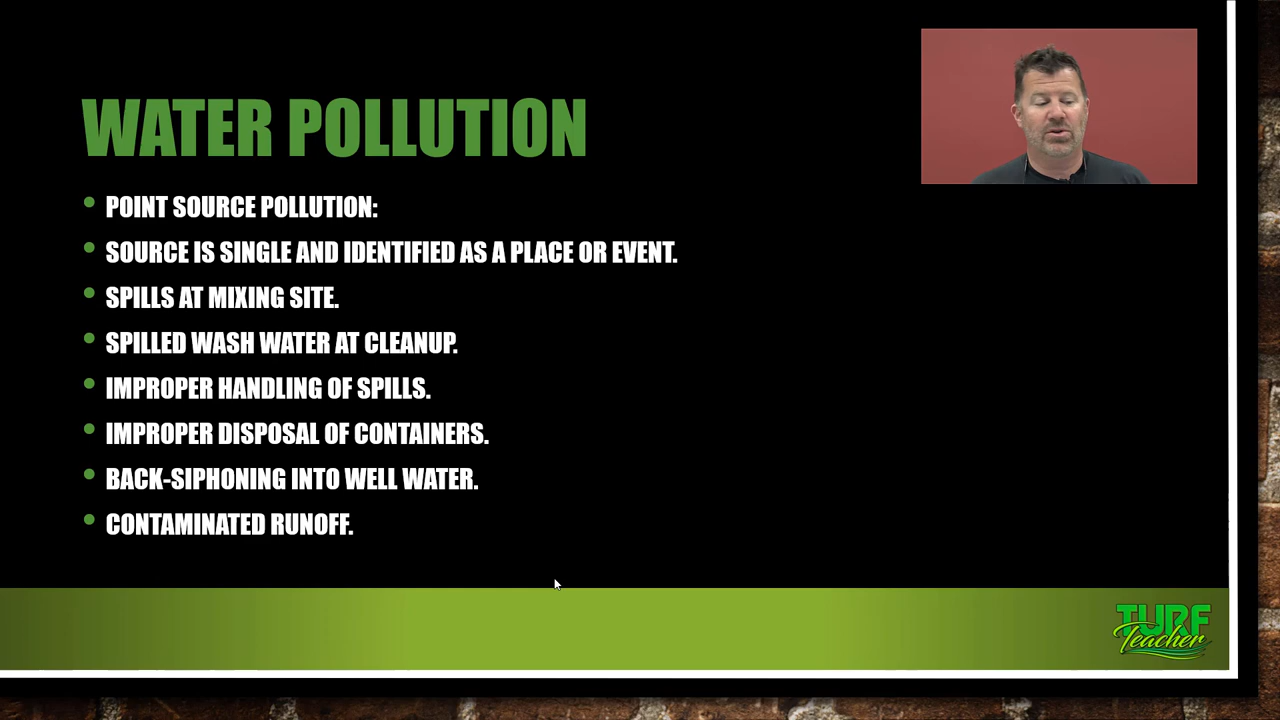 WATER POLLUTION
POINT SOURCE POLLUTION:
SOURCE IS SINGLE AND IDENTIFIED AS A PLACE OR EVENT.
SPILLS AT MIXING SITE.
SPILLED WASH WATER AT CLEANUP.
IMPROPER HANDLING OF SPILLS.
IMPROPER DISPOSAL OF CONTAINERS.
BACK-SIPHONING INTO WELL WATER.
CONTAMINATED RUNOFF.
TURF
Teacher